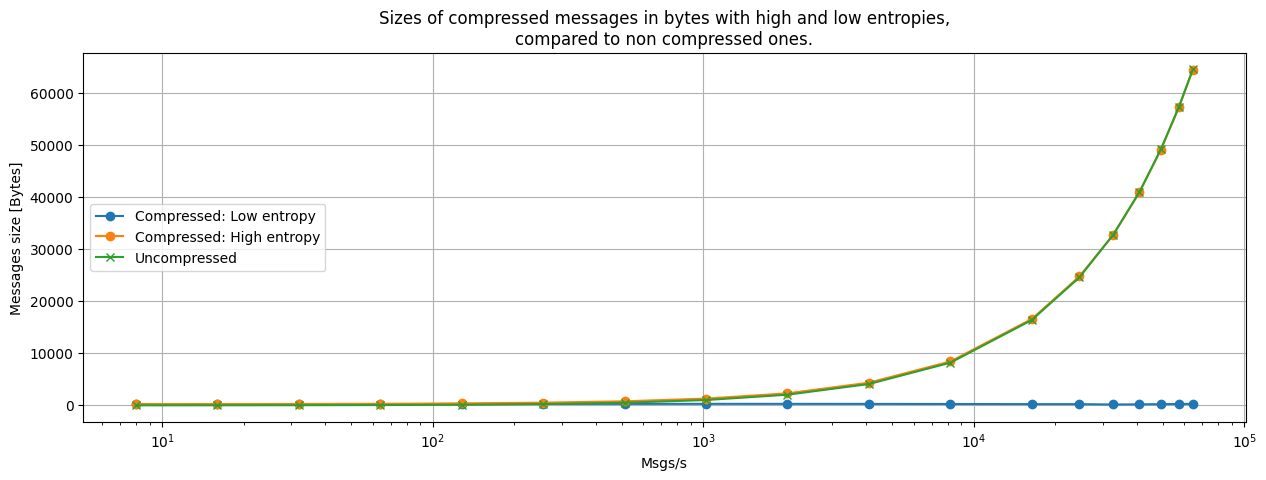 Sizes of compressed messages in bytes with high and low entropies,
compared to non compressed ones.
Messages size [Bytes]
60000
50000
40000
30000
20000
10000
0
Compressed: Low entropy
Compressed: High entropy
Uncompressed
10¹ 10² 10³ 10⁴ 10⁵
Msgs/s